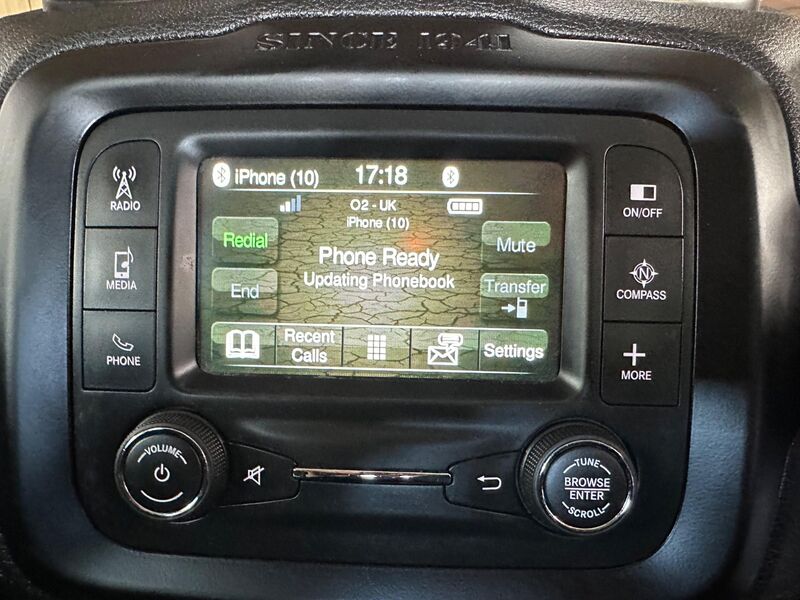 SINCE 1941
iPhone (10) 17:18
O2 - UK
iPhone (10)
Redial
Phone Ready
Mute
Updating Phonebook
End
Transfer
Recent
Calls
Settings
RADIO
MEDIA
PHONE
ON/OFF
N
COMPASS
MORE
VOLUME
TUNE
BROWSE
ENTER
SCROLL